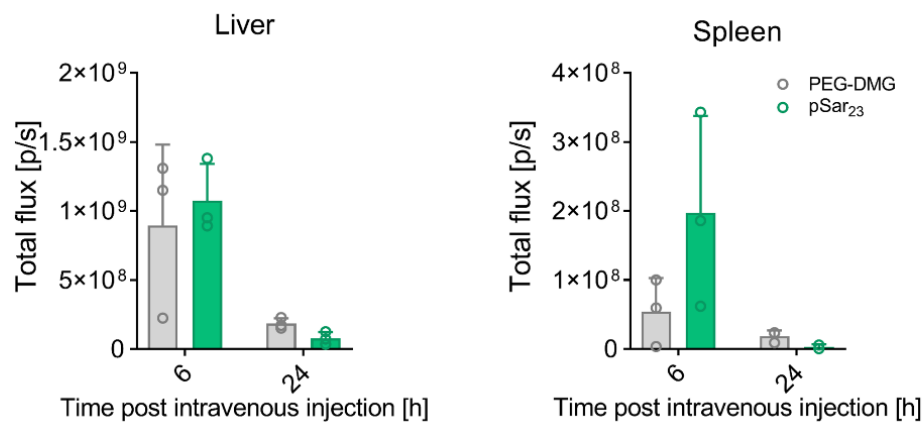 Liver
Total flux [p/s]
2×10⁹
1.5×10⁹
1×10⁹
5×10⁸
0
6
24
Time post intravenous injection [h]
Spleen
Total flux [p/s]
4×10⁸
3×10⁸
2×10⁸
1×10⁸
0
PEG-DMG
pSar₂₃
6
24
Time post intravenous injection [h]